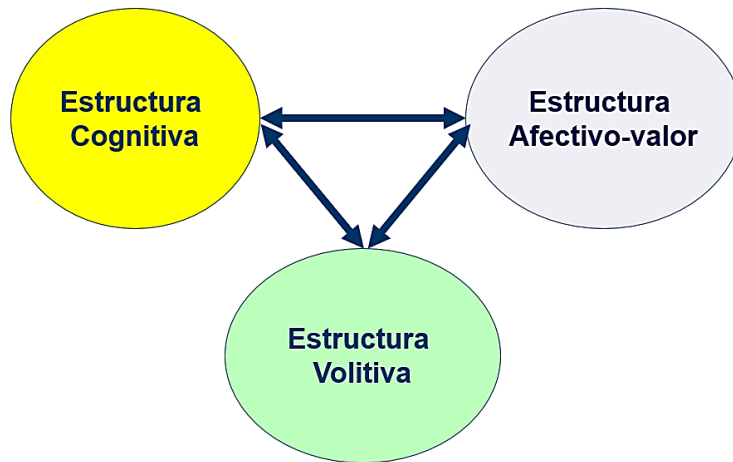 Estructura
Cognitiva
Estructura
Afectivo-valor
Estructura
Volitiva